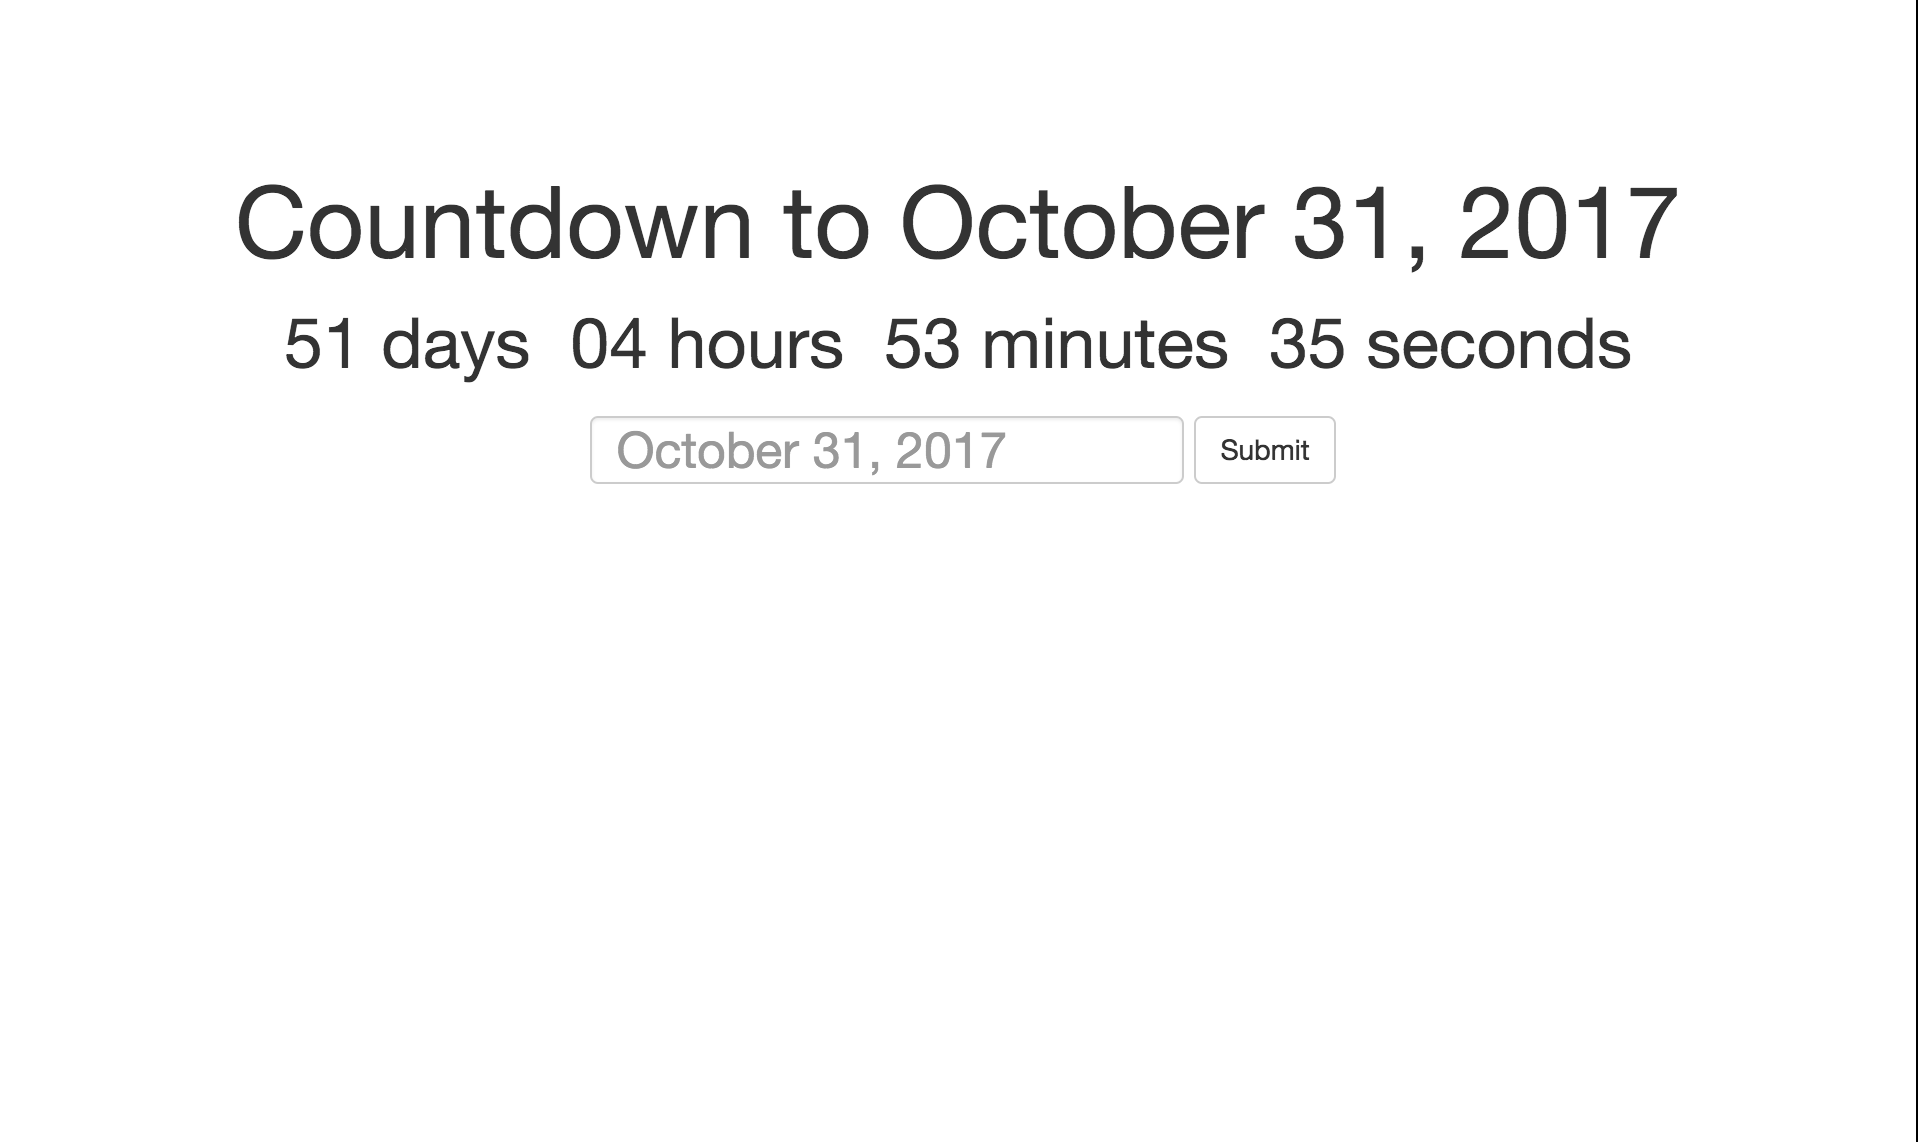 Countdown to October 31, 2017
51 days 04 hours 53 minutes 35 seconds
October 31, 2017 Submit